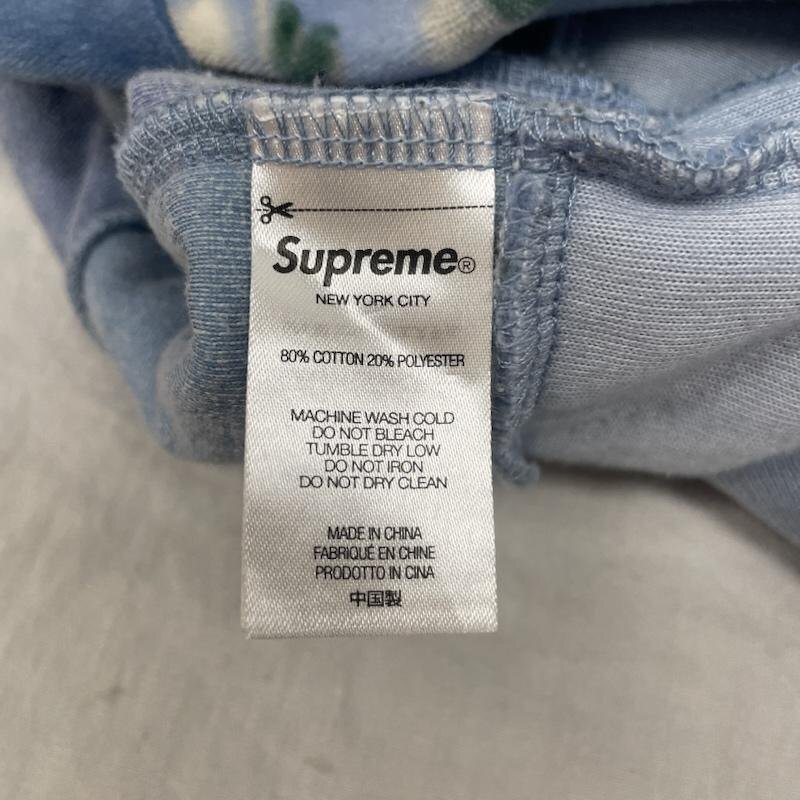 Supreme®
NEW YORK CITY
80% COTTON 20% POLYESTER
MACHINE WASH COLD
DO NOT BLEACH
TUMBLE DRY LOW
DO NOT IRON
DO NOT DRY CLEAN
MADE IN CHINA
FABRIQUÉ EN CHINE
PRODOTTO IN CINA
中国製